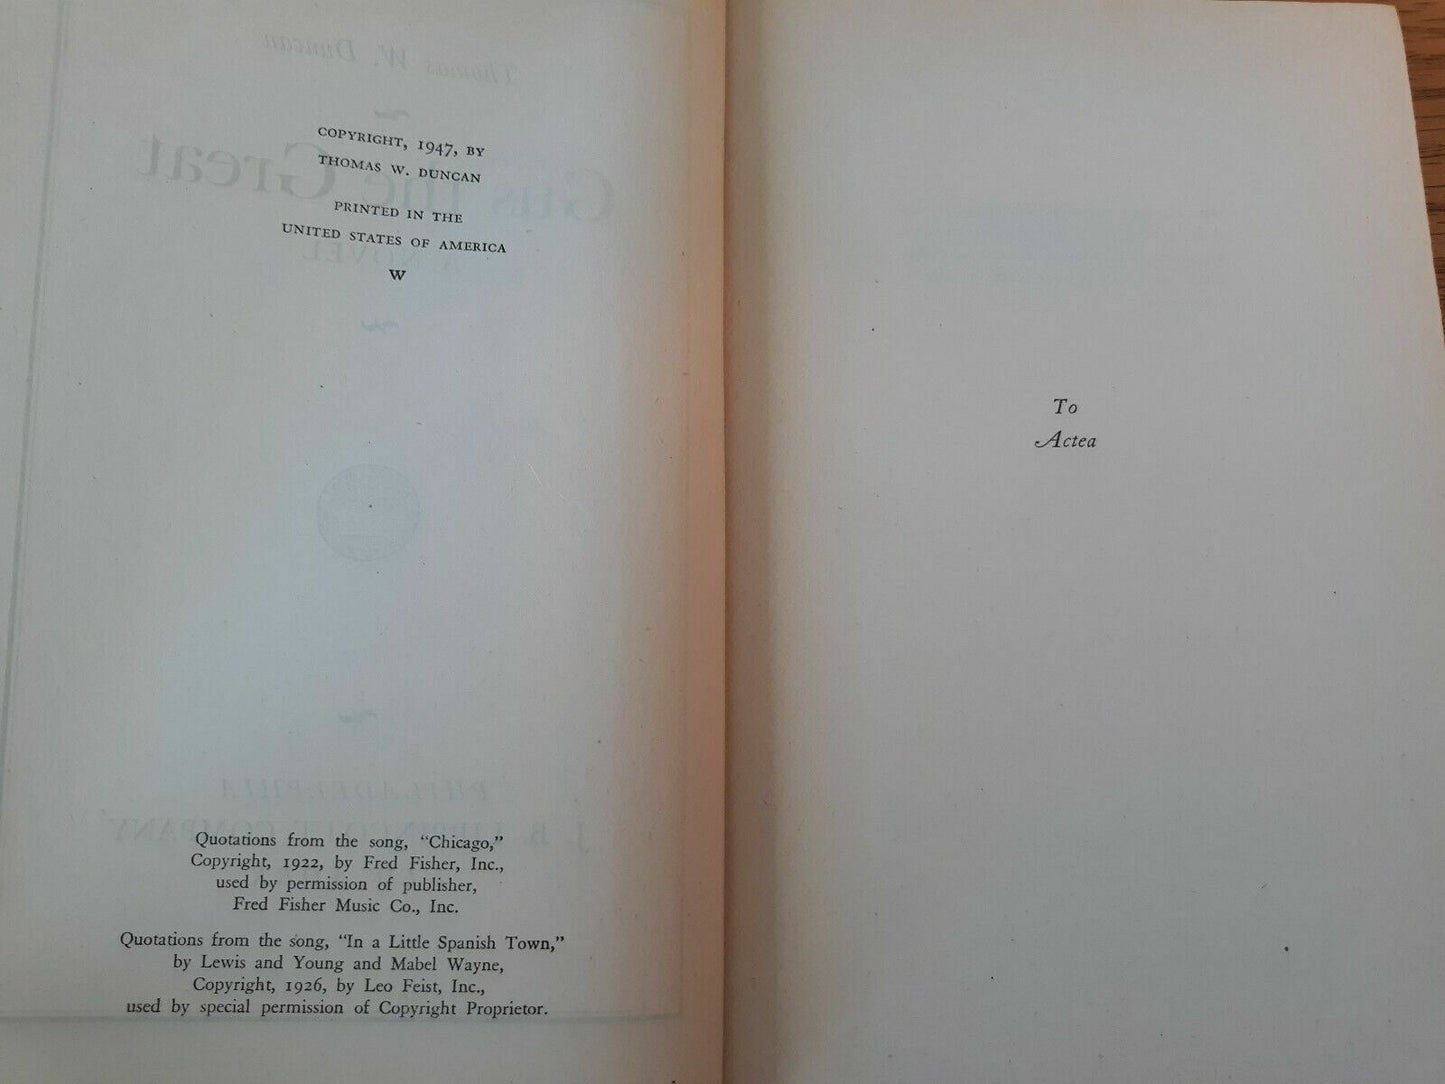 COPYRIGHT, 1947, BY
THOMAS W. DUNCAN
PRINTED IN THE
UNITED STATES OF AMERICA
W
Quotations from the song, “Chicago,”
Copyright, 1922, by Fred Fisher, Inc.,
used by permission of publisher,
Fred Fisher Music Co., Inc.
Quotations from the song, “In a Little Spanish Town,”
by Lewis and Young and Mabel Wayne,
Copyright, 1926, by Leo Feist, Inc.,
used by special permission of Copyright Proprietor.
To
Actea